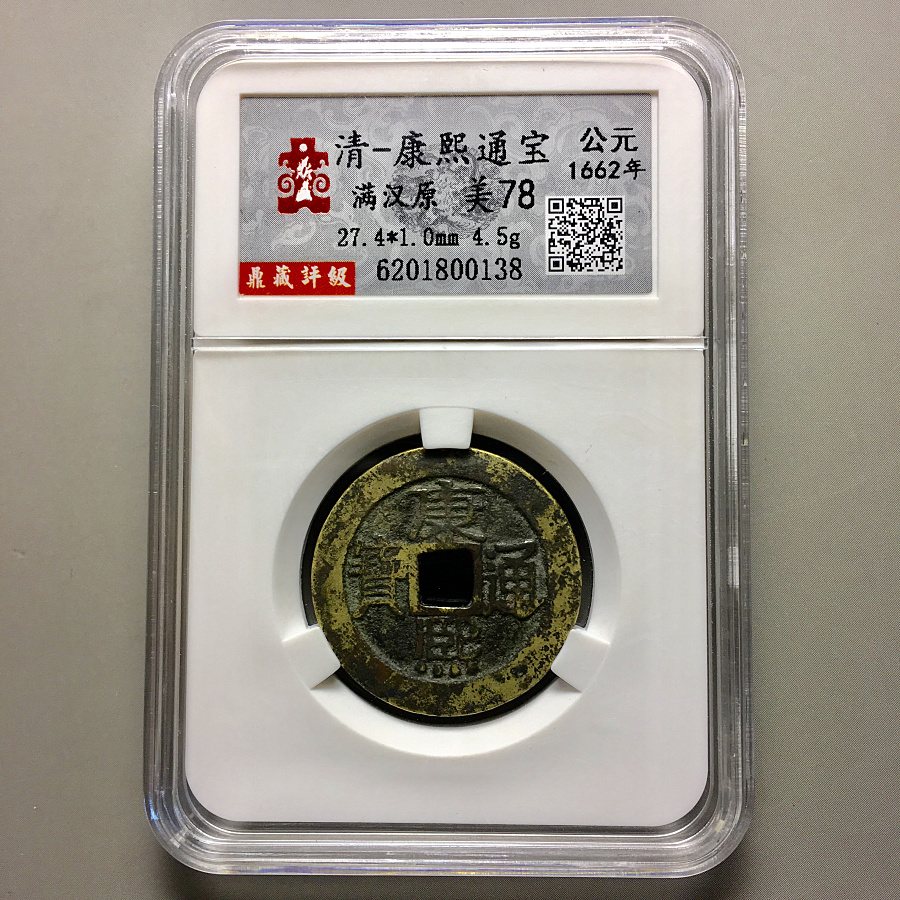 清-康熙通宝
公元
1662年
满汉原 美78
27.4*1.0mm 4.5g
鼎藏評級
6201800138
康熙通寶